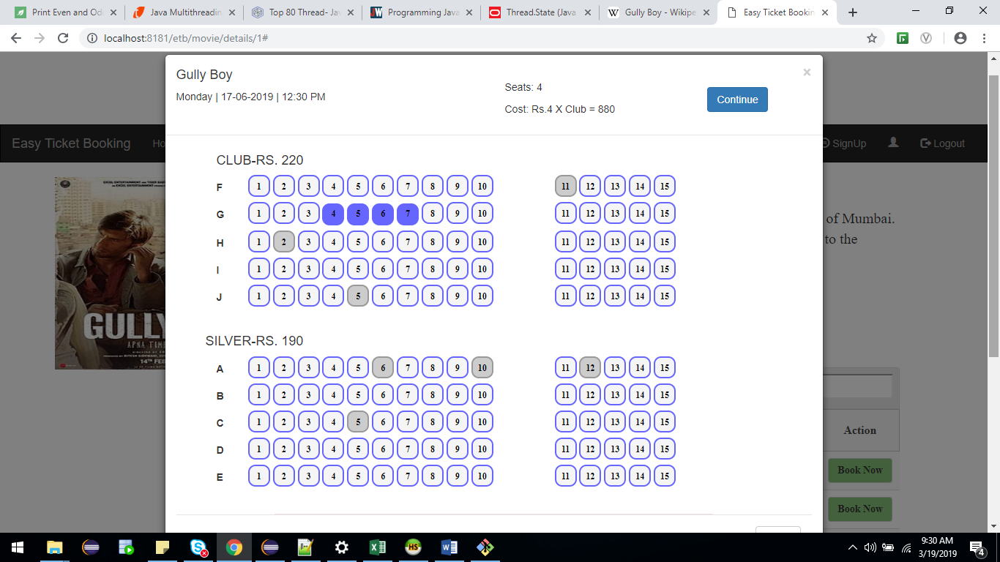 Print Even and Od
Java Multithreadin
Top 80 Thread- Jav
Programming Java
Thread.State (Java
Gully Boy - Wikipe
Easy Ticket Bookin
localhost:8181/etb/movie/details/1#
Gully Boy
×
Monday | 17-06-2019 | 12:30 PM
Seats: 4
Cost: Rs.4 X Club = 880
Continue
Easy Ticket Booking
Ho
SignUp
Logout
CLUB-RS. 220
F 1 2 3 4 5 6 7 8 9 10 11 12 13 14 15
G 1 2 3 4 5 6 7 8 9 10 11 12 13 14 15
H 1 2 3 4 5 6 7 8 9 10 11 12 13 14 15
I 1 2 3 4 5 6 7 8 9 10 11 12 13 14 15
J 1 2 3 4 5 6 7 8 9 10 11 12 13 14 15
of Mumbai.
to the
GULLY
APNA TIM
14TH FEB
SILVER-RS. 190
A 1 2 3 4 5 6 7 8 9 10 11 12 13 14 15
B 1 2 3 4 5 6 7 8 9 10 11 12 13 14 15
C 1 2 3 4 5 6 7 8 9 10 11 12 13 14 15
D 1 2 3 4 5 6 7 8 9 10 11 12 13 14 15
E 1 2 3 4 5 6 7 8 9 10 11 12 13 14 15
Action
Book Now
Book Now
9:30 AM
3/19/2019
4